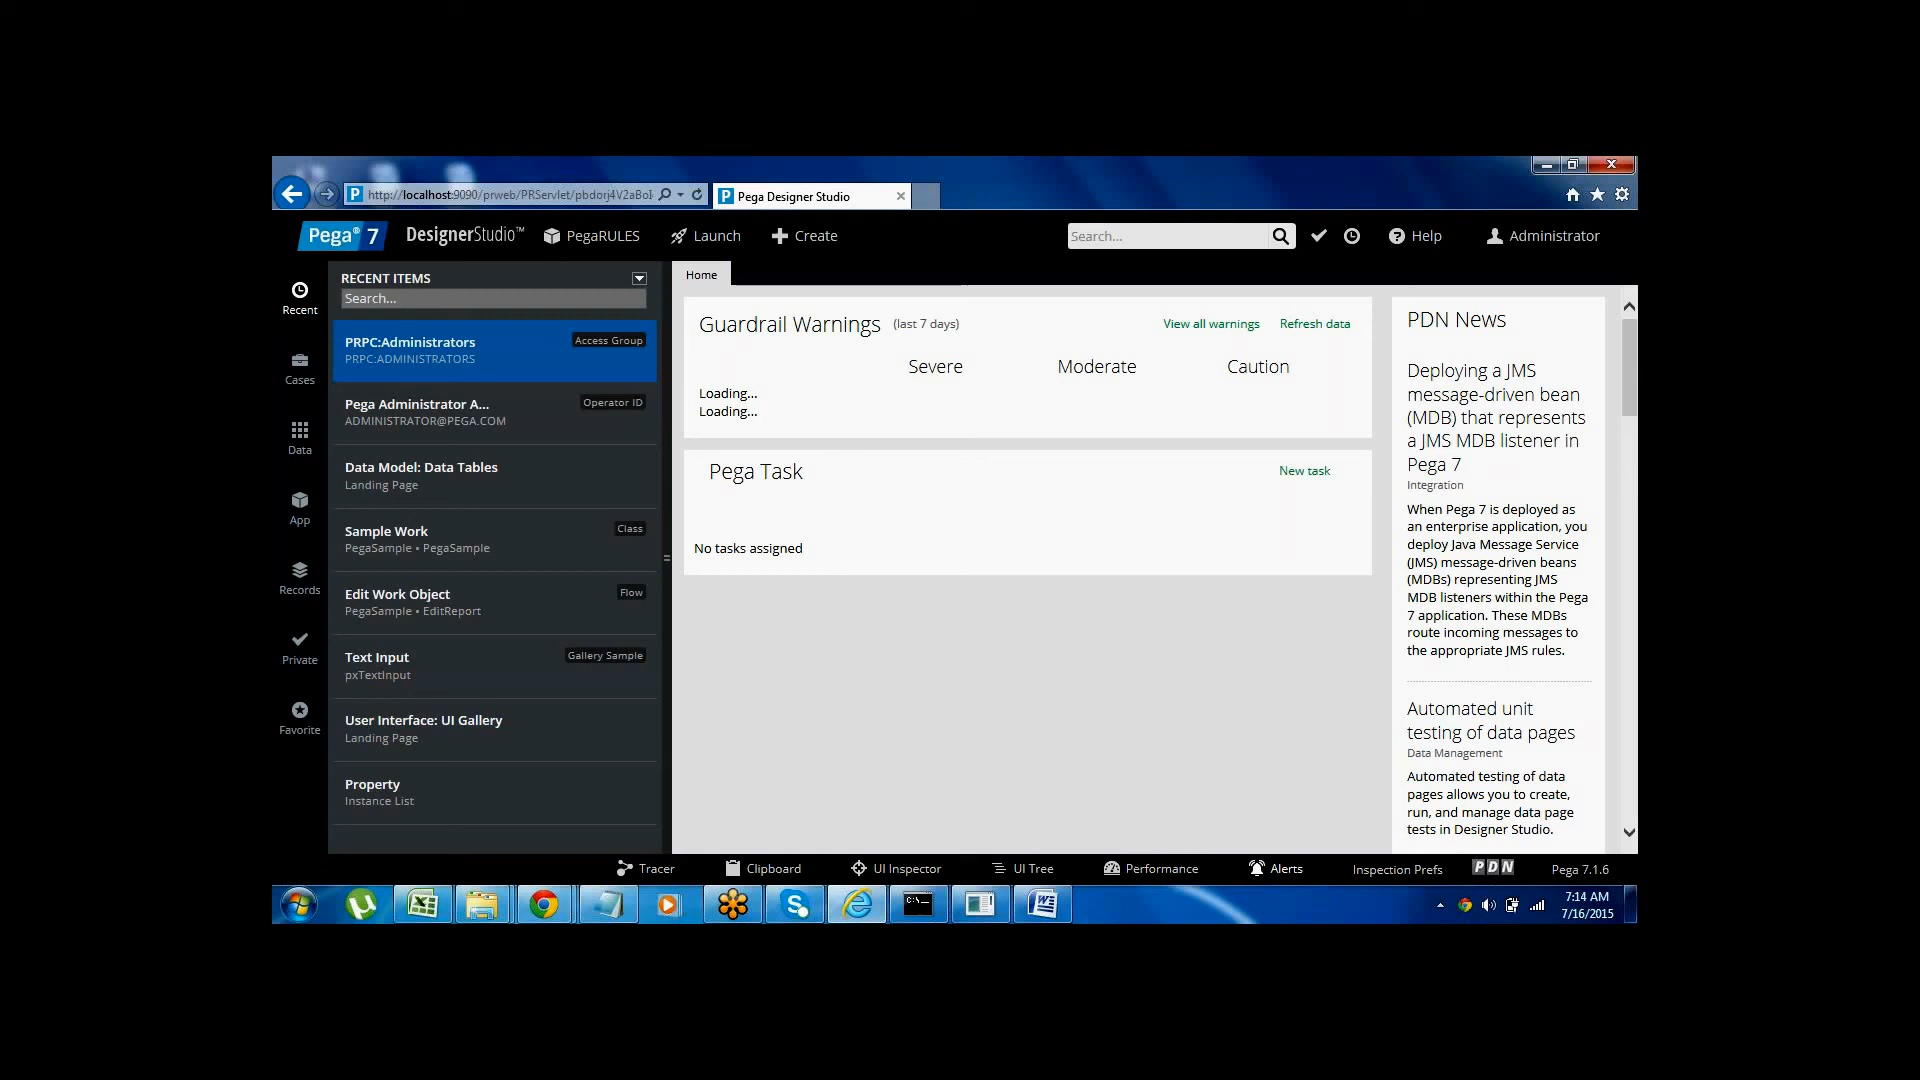 http://localhost:9090/prweb/PRServlet/pbdorj4V2aBoI
Pega Designer Studio
Pega® 7 DesignerStudio™ PegaRULES Launch Create Search... Help Administrator
Recent
Cases
Data
App
Records
Private
Favorite
RECENT ITEMS
Search...
PRPC:Administrators Access Group
PRPC:ADMINISTRATORS
Pega Administrator A... Operator ID
ADMINISTRATOR@PEGA.COM
Data Model: Data Tables
Landing Page
Sample Work Class
PegaSample • PegaSample
Edit Work Object Flow
PegaSample • EditReport
Text Input Gallery Sample
pxTextInput
User Interface: UI Gallery
Landing Page
Property
Instance List
Home
Guardrail Warnings (last 7 days) View all warnings Refresh data
Severe Moderate Caution
Loading...
Loading...
Pega Task New task
No tasks assigned
PDN News
Deploying a JMS
message-driven bean
(MDB) that represents
a JMS MDB listener in
Pega 7
Integration
When Pega 7 is deployed as
an enterprise application, you
deploy Java Message Service
(JMS) message-driven beans
(MDBs) representing JMS
MDB listeners within the Pega
7 application. These MDBs
route incoming messages to
the appropriate JMS rules.
Automated unit
testing of data pages
Data Management
Automated testing of data
pages allows you to create,
run, and manage data page
tests in Designer Studio.
Tracer Clipboard UI Inspector UI Tree Performance Alerts Inspection Prefs PDN Pega 7.1.6
7:14 AM
7/16/2015